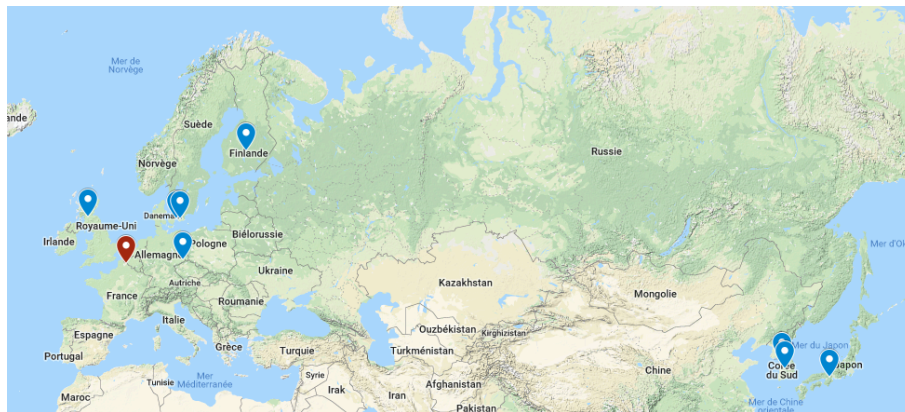 Mer de
Norvège
ande
Suède
Finlande
Norvège
Russie
Danema
Royaume-Uni
Irlande
Biélorussie
Pologne
Allemagne
Mer d'Ok
Ukraine
Kazakhstan
Autriche
France
Mongolie
Roumanie
Italie
Ouzbékistan
Kirghizistan
Espagne
Mer du Japon
Grèce
Turquie
Turkménistan
Portugal
Chine
Corée
du Sud
Japon
Mer
Méditerranée
Tunisie
Syrie
Afghanistan
Maroc
Irak
Iran
Mer de Chine
orientale
Pakistan